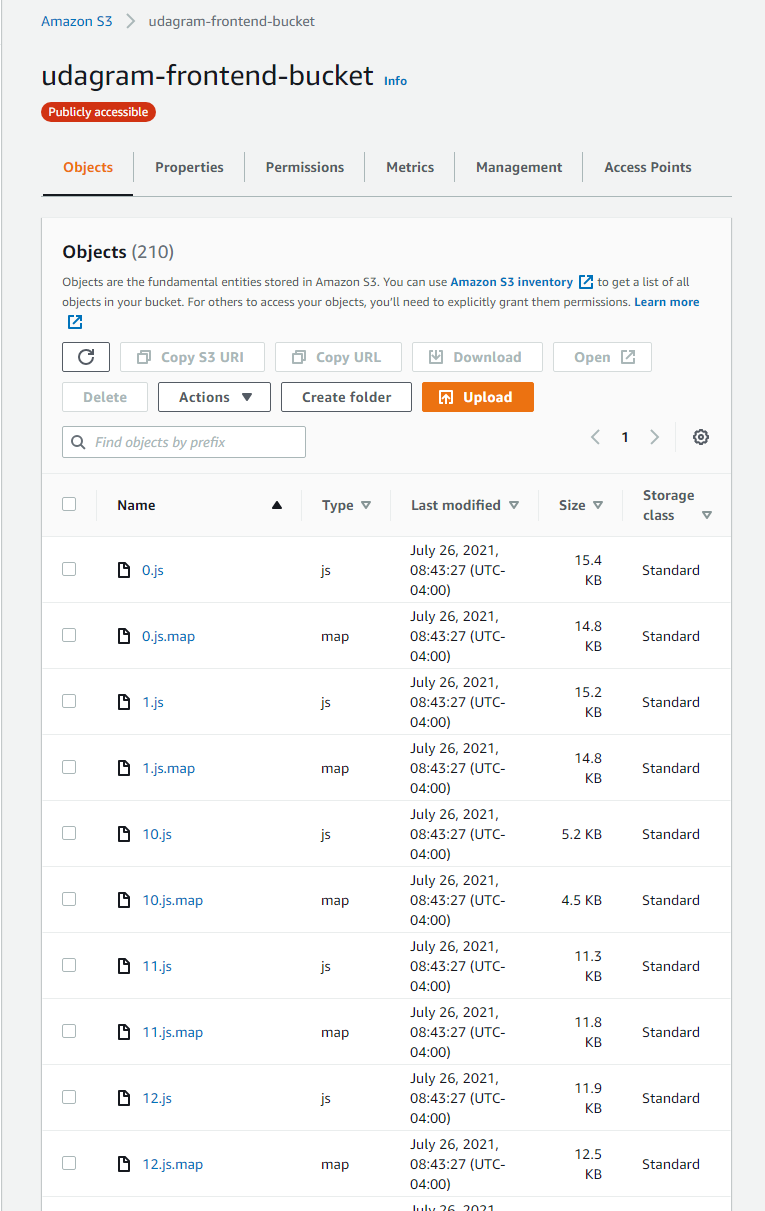 Amazon S3 > udagram-frontend-bucket
udagram-frontend-bucket Info
Publicly accessible
Objects Properties Permissions Metrics Management Access Points
Objects (210)
Objects are the fundamental entities stored in Amazon S3. You can use Amazon S3 inventory to get a list of all
objects in your bucket. For others to access your objects, you'll need to explicitly grant them permissions. Learn more
Copy S3 URI Copy URL Download Open
Delete Actions Create folder Upload
Find objects by prefix
1
Name Type Last modified Size Storage
class
0.js js July 26, 2021,
08:43:27 (UTC-
04:00) 15.4
KB Standard
0.js.map map July 26, 2021,
08:43:27 (UTC-
04:00) 14.8
KB Standard
1.js js July 26, 2021,
08:43:27 (UTC-
04:00) 15.2
KB Standard
1.js.map map July 26, 2021,
08:43:27 (UTC-
04:00) 14.8
KB Standard
10.js js July 26, 2021,
08:43:27 (UTC-
04:00) 5.2 KB Standard
10.js.map map July 26, 2021,
08:43:27 (UTC-
04:00) 4.5 KB Standard
11.js js July 26, 2021,
08:43:27 (UTC-
04:00) 11.3
KB Standard
11.js.map map July 26, 2021,
08:43:27 (UTC-
04:00) 11.8
KB Standard
12.js js July 26, 2021,
08:43:27 (UTC-
04:00) 11.9
KB Standard
12.js.map map July 26, 2021,
08:43:27 (UTC-
04:00) 12.5
KB Standard
July 26, 2021,